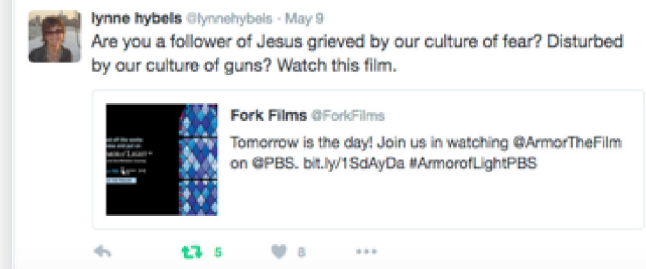 lynne hybels @lynnehybels · May 9
Are you a follower of Jesus grieved by our culture of fear? Disturbed
by our culture of guns? Watch this film.
Fork Films @ForkFilms
Tomorrow is the day! Join us in watching @ArmorTheFilm
on @PBS. bit.ly/1SdAyDa #ArmorofLightPBS
5
8